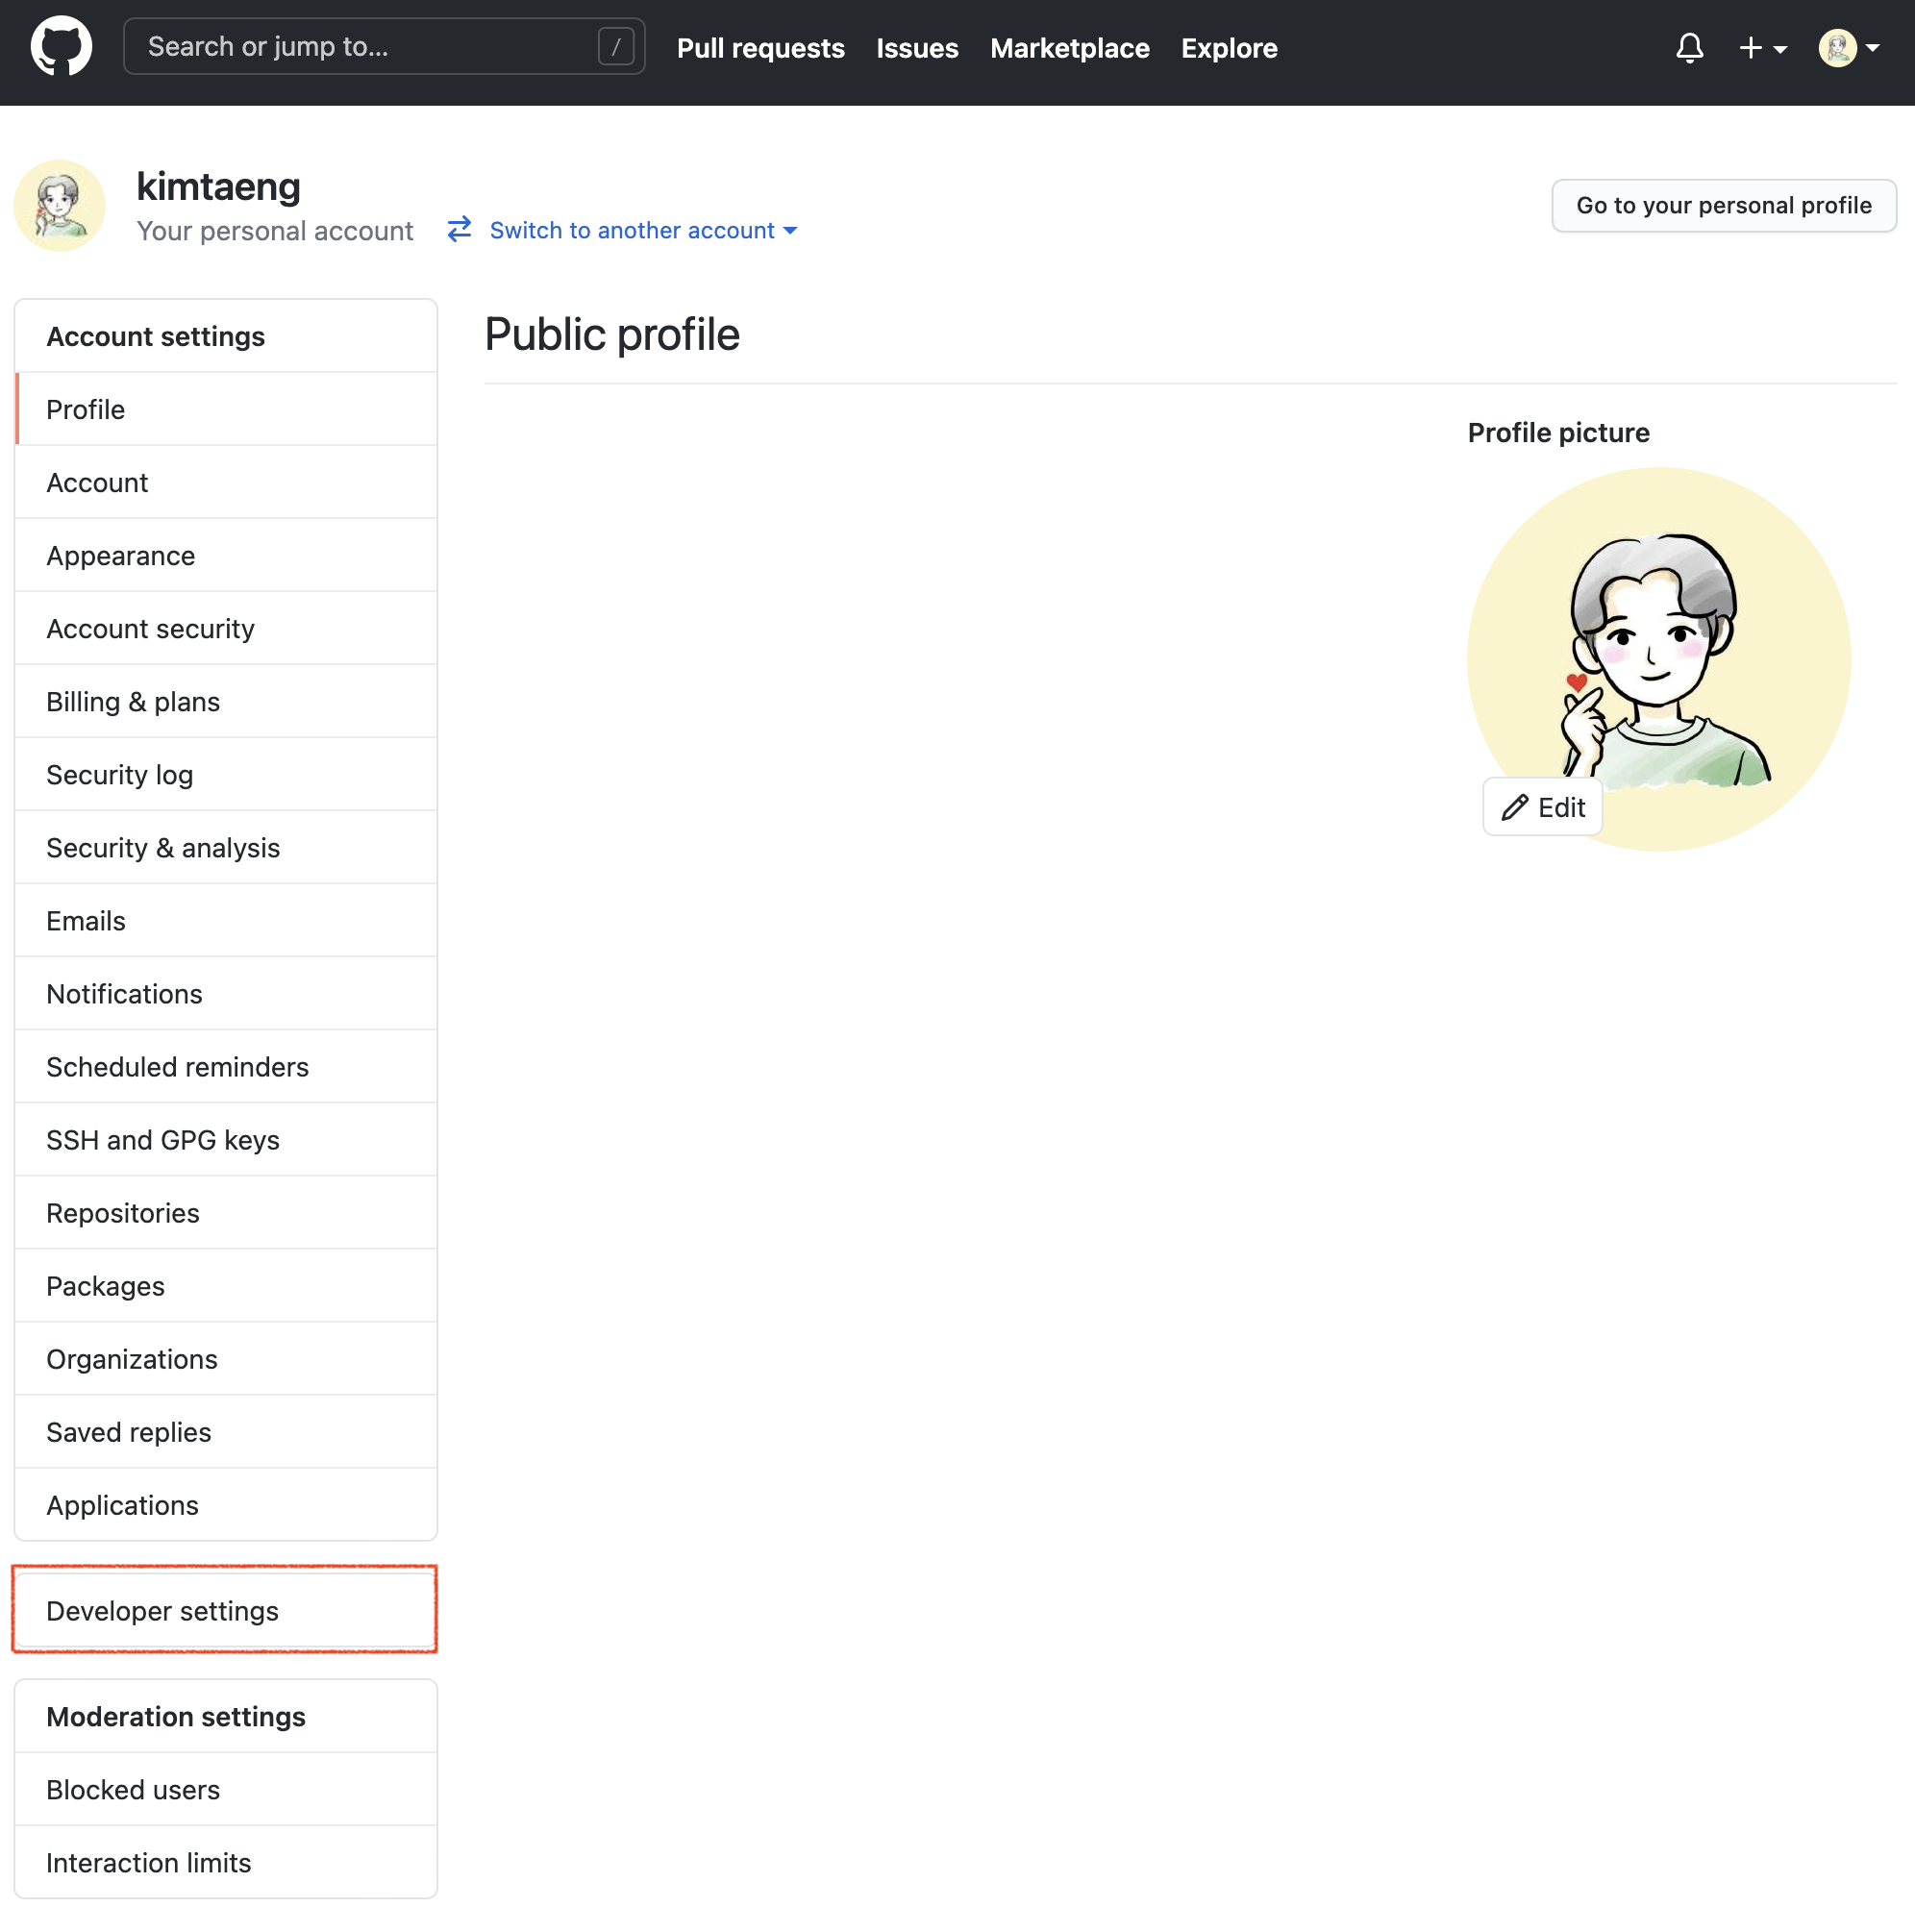 Search or jump to...
/
Pull requests
Issues
Marketplace
Explore
kimtaeng
Your personal account
Switch to another account
Go to your personal profile
Account settings
Profile
Account
Appearance
Account security
Billing & plans
Security log
Security & analysis
Emails
Notifications
Scheduled reminders
SSH and GPG keys
Repositories
Packages
Organizations
Saved replies
Applications
Developer settings
Moderation settings
Blocked users
Interaction limits
Public profile
Profile picture
Edit